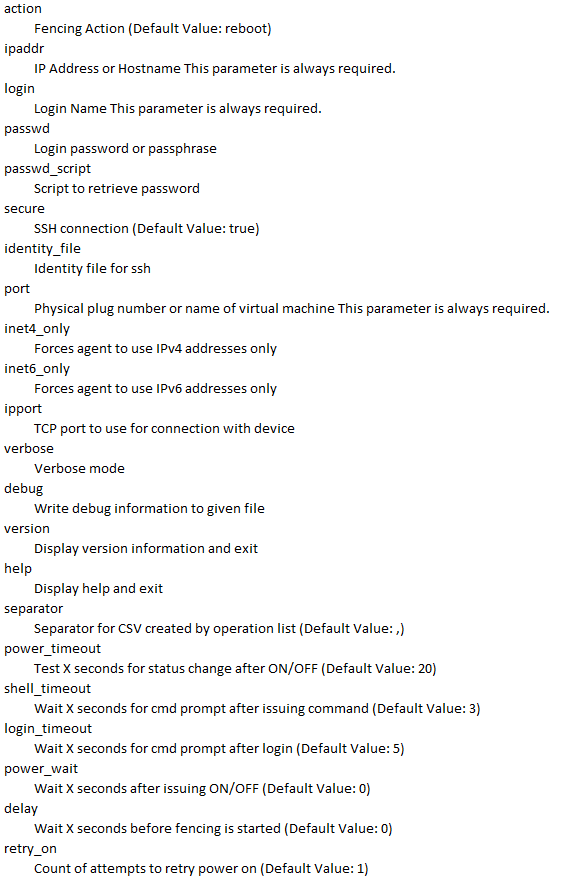 action
Fencing Action (Default Value: reboot)
ipaddr
IP Address or Hostname This parameter is always required.
login
Login Name This parameter is always required.
passwd
Login password or passphrase
passwd_script
Script to retrieve password
secure
SSH connection (Default Value: true)
identity_file
Identity file for ssh
port
Physical plug number or name of virtual machine This parameter is always required.
inet4_only
Forces agent to use IPv4 addresses only
inet6_only
Forces agent to use IPv6 addresses only
ipport
TCP port to use for connection with device
verbose
Verbose mode
debug
Write debug information to given file
version
Display version information and exit
help
Display help and exit
separator
Separator for CSV created by operation list (Default Value: ,)
power_timeout
Test X seconds for status change after ON/OFF (Default Value: 20)
shell_timeout
Wait X seconds for cmd prompt after issuing command (Default Value: 3)
login_timeout
Wait X seconds for cmd prompt after login (Default Value: 5)
power_wait
Wait X seconds after issuing ON/OFF (Default Value: 0)
delay
Wait X seconds before fencing is started (Default Value: 0)
retry_on
Count of attempts to retry power on (Default Value: 1)